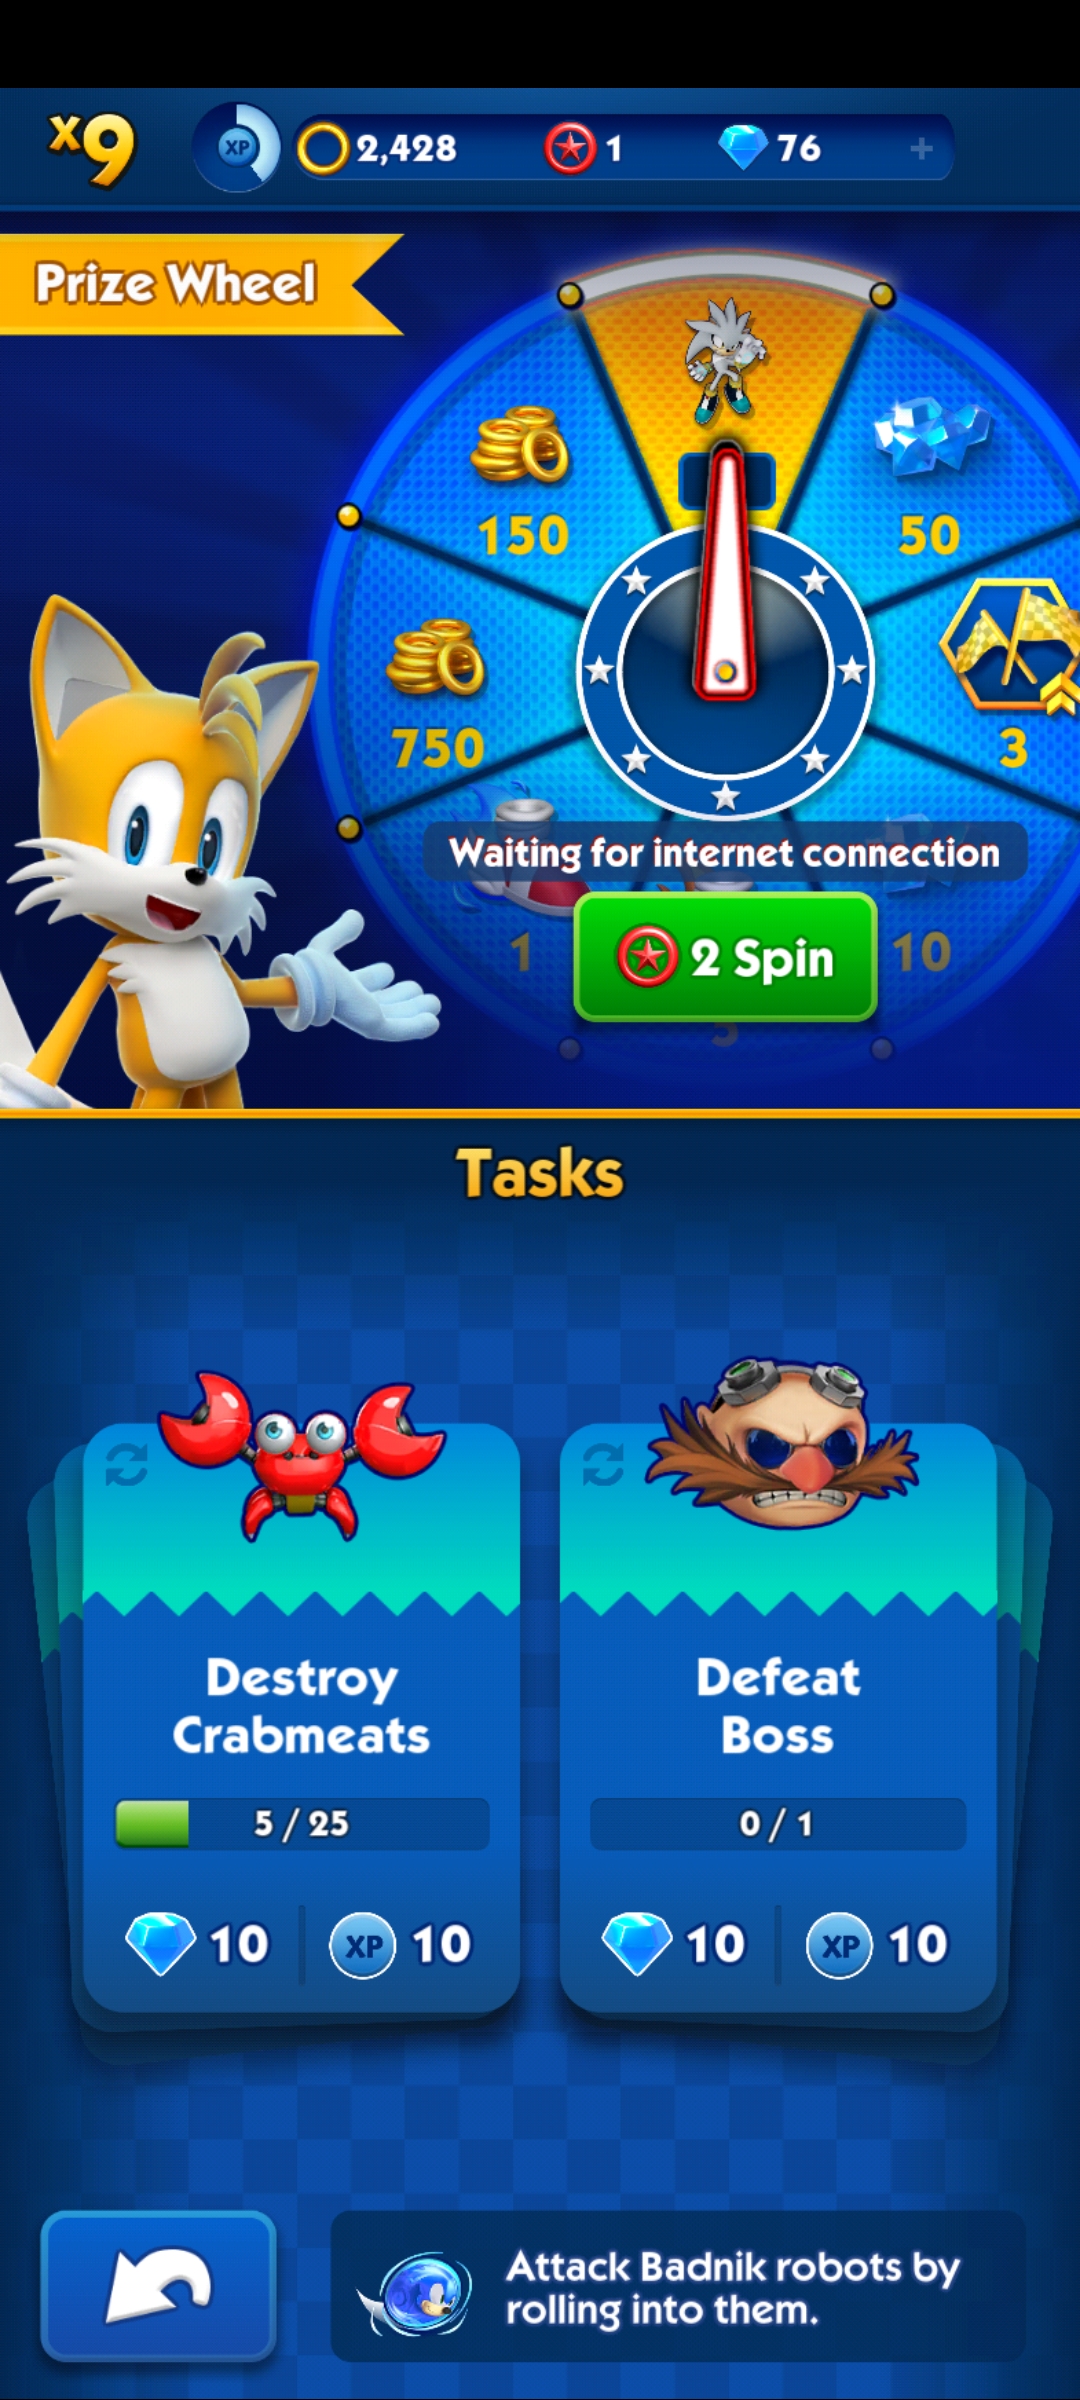 x9
XP
2,428
1
76
+
Prize Wheel
150
50
750
3
Waiting for internet connection
1
2 Spin
10
Tasks
Destroy
Crabmeats
5 / 25
10
XP 10
Defeat
Boss
0 / 1
10
XP 10
Attack Badnik robots by
rolling into them.